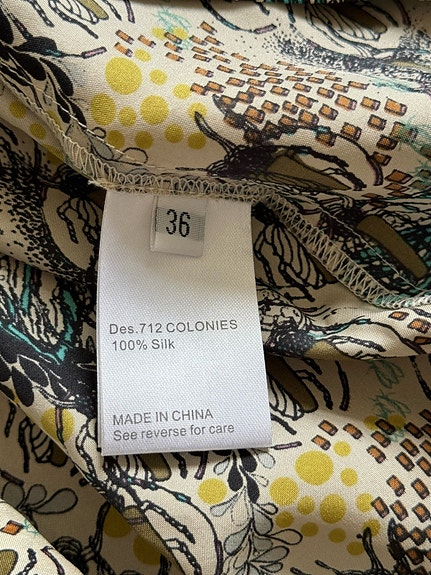 36
Des.712 COLONIES
100% Silk
MADE IN CHINA
See reverse for care